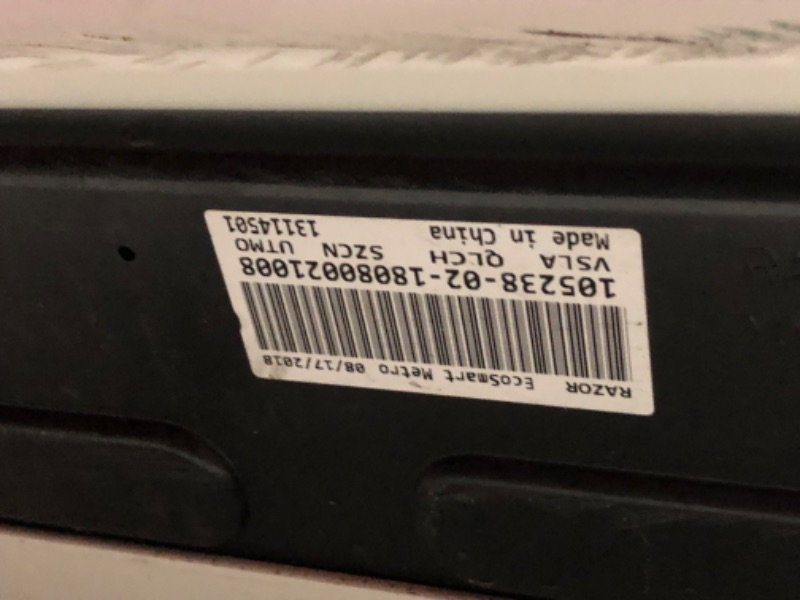 RAZOR EcoSmart Metro 08/17/2018
105238-02-18080021008
VSLA QLCH SZCN UTMO
Made in China 13114501